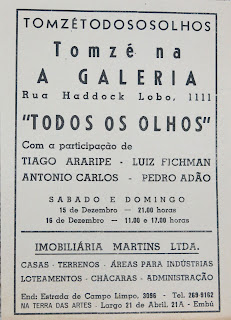 TOMZÉTODOSOSOLHOS
Tomzé na
A GALERIA
Rua Haddock Lobo, 1111
"TODOS OS OLHOS"
Com a participação de
TIAGO ARARIPE - LUIZ FICHMAN
ANTONIO CARLOS - PEDRO ADÃO
SABADO E DOMINGO
15 de Dezembro — 21,00 horas
16 de Dezembro — 11,00 e 17,00 horas
IMOBILIÁRIA MARTINS LTDA.
CASAS - TERRENOS - ÁREAS PARA INDÚSTRIAS
LOTEAMENTOS - CHÁCARAS - ADMINISTRAÇÃO
End: Estrada de Campo Limpo, 3096 - Tel. 269-9162
NA TERRA DAS ARTES - Largo 21 de Abril, 21A - Embú